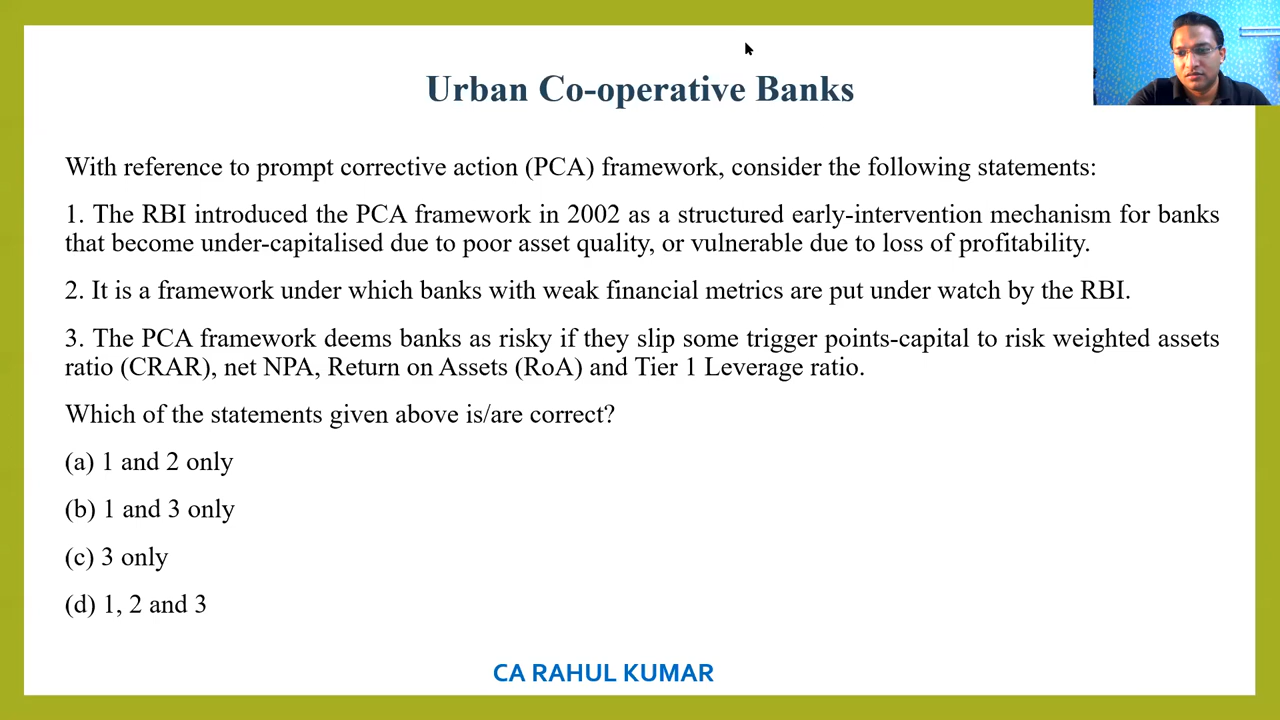 Urban Co-operative Banks
With reference to prompt corrective action (PCA) framework, consider the following statements:
1. The RBI introduced the PCA framework in 2002 as a structured early-intervention mechanism for banks
that become under-capitalised due to poor asset quality, or vulnerable due to loss of profitability.
2. It is a framework under which banks with weak financial metrics are put under watch by the RBI.
3. The PCA framework deems banks as risky if they slip some trigger points-capital to risk weighted assets
ratio (CRAR), net NPA, Return on Assets (RoA) and Tier 1 Leverage ratio.
Which of the statements given above is/are correct?
(a) 1 and 2 only
(b) 1 and 3 only
(c) 3 only
(d) 1, 2 and 3
CA RAHUL KUMAR